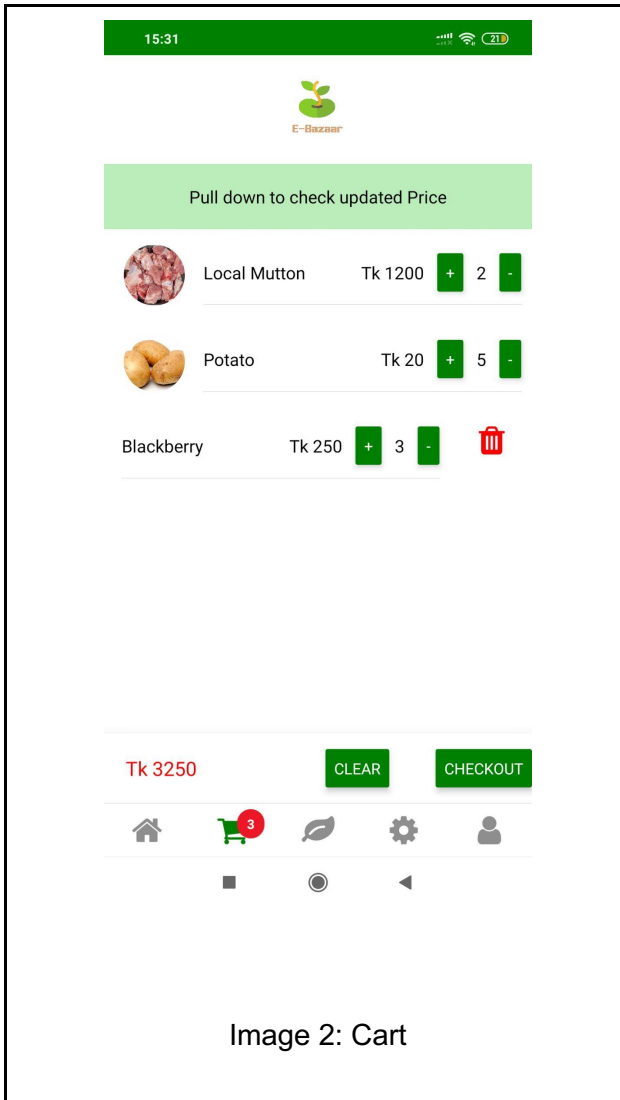 15:31 21
E-Bazaar
Pull down to check updated Price
Local Mutton Tk 1200 + 2 -
Potato Tk 20 + 5 -
Blackberry Tk 250 + 3 -
Tk 3250 CLEAR CHECKOUT
3
Image 2: Cart